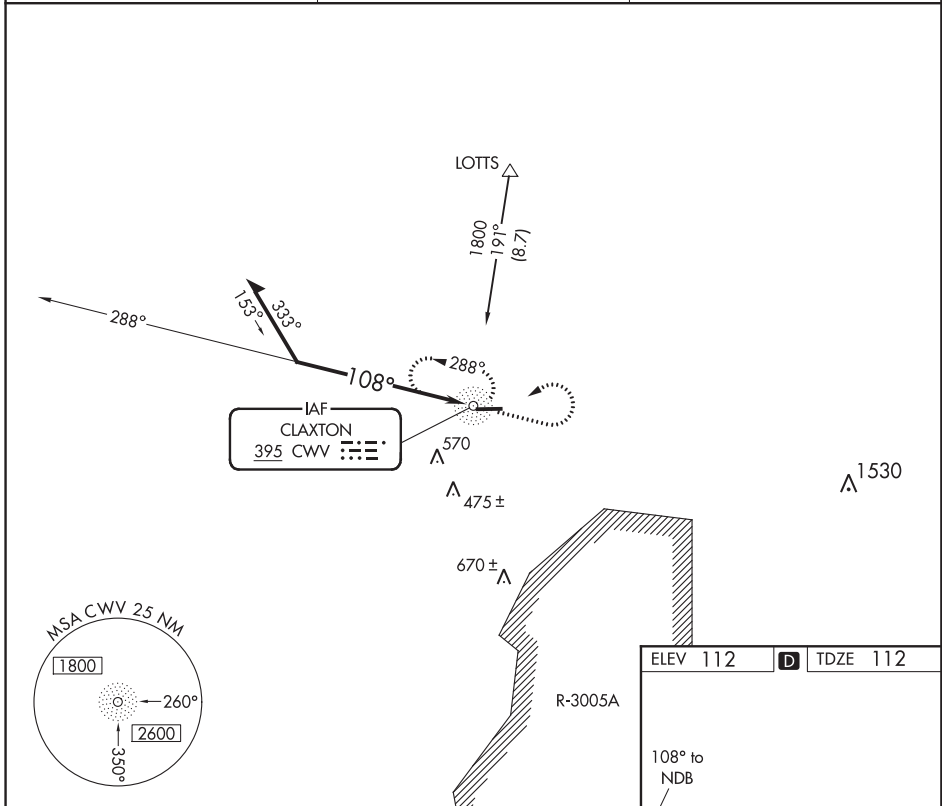 LOTTS
1800
191°
(8.7)
288°
153°
333°
108°
288°
IAF
CLAXTON
395 CWV
570
475 ±
670 ±
1530
MSA CWV 25 NM
1800
260°
2600
350°
R-3005A
ELEV 112 D TDZE 112
108° to
NDB